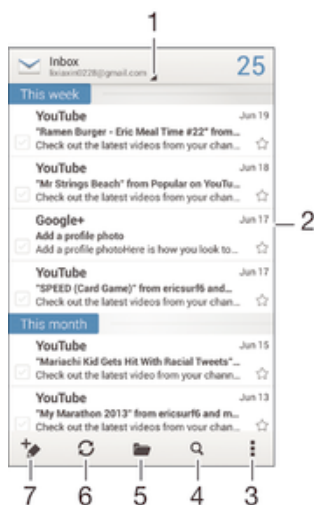 1
Inbox
lixiaxin0228@gmail.com
25
This week
YouTube Jun 19
"Ramen Burger - Eric Meal Time #22" from...
Check out the latest videos from your chan...
YouTube Jun 18
"Mr Strings Beach" from Popular on YouTu...
Check out the latest videos from your chan...
Google+ Jun 17
Add a profile photo
Add a profile photoHere is how you look to...
2
YouTube Jun 17
"SPEED (Card Game)" from ericsurf6 and...
Check out the latest videos from your chan...
This month
YouTube Jun 15
"Mariachi Kid Gets Hit With Racial Tweets"...
Check out the latest videos from your chann...
YouTube Jun 13
"My Marathon 2013" from ericsurf6 and m...
Check out the latest videos from your chan...
7 6 5 4 3